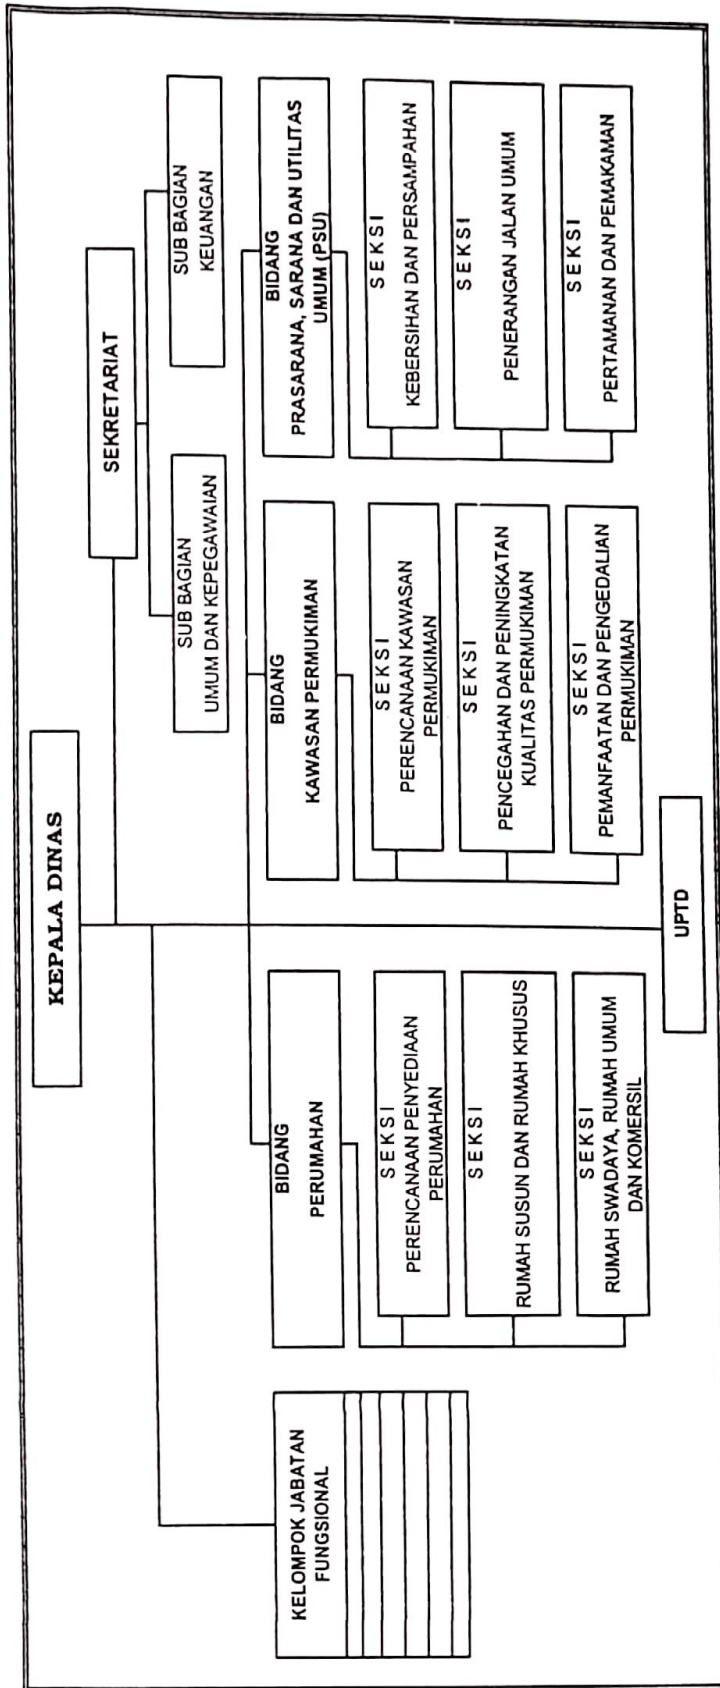 KEPALA DINAS
SEKRETARIAT
SUB BAGIAN
UMUM DAN KEPEGAWAIAN
SUB BAGIAN
KEUANGAN
KELOMPOK JABATAN
FUNGSIONAL
BIDANG
PERUMAHAN
SEKSI
PERENCANAAN PENYEDIAAN
PERUMAHAN
SEKSI
RUMAH SUSUN DAN RUMAH KHUSUS
SEKSI
RUMAH SWADAYA, RUMAH UMUM
DAN KOMERSIL
BIDANG
KAWASAN PERMUKIMAN
SEKSI
PERENCANAAN KAWASAN
PERMUKIMAN
SEKSI
PENCEGAHAN DAN PENINGKATAN
KUALITAS PERMUKIMAN
SEKSI
PEMANFAATAN DAN PENGEDALIAN
PERMUKIMAN
BIDANG
PRASARANA, SARANA DAN UTILITAS
UMUM (PSU)
SEKSI
KEBERSIHAN DAN PERSAMPAHAN
SEKSI
PENERANGAN JALAN UMUM
SEKSI
PERTAMANAN DAN PEMAKAMAN
UPTD